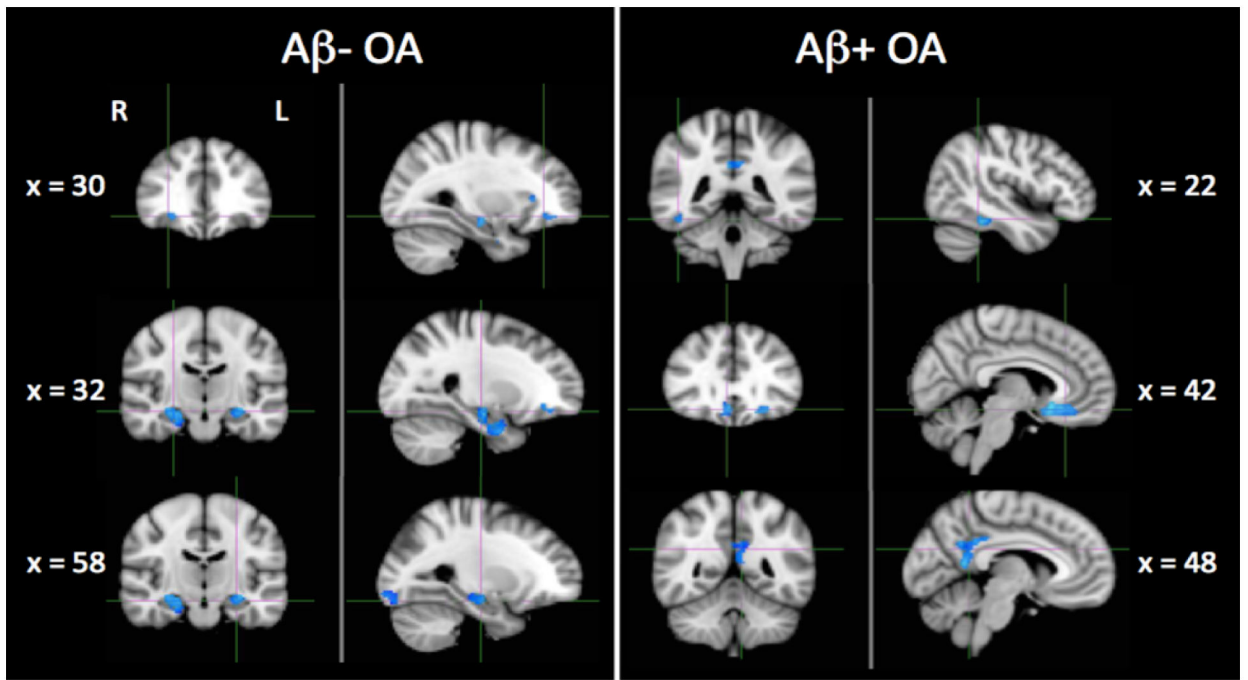 Aβ- OA
Aβ+ OA
R L
x = 30
x = 32
x = 58
x = 22
x = 42
x = 48